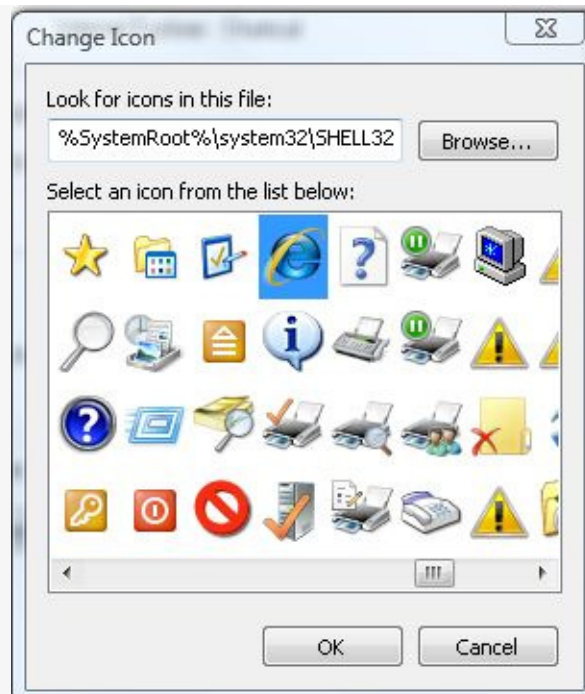 Change Icon
Look for icons in this file:
%SystemRoot%\system32\SHELL32
Browse...
Select an icon from the list below:
OK
Cancel